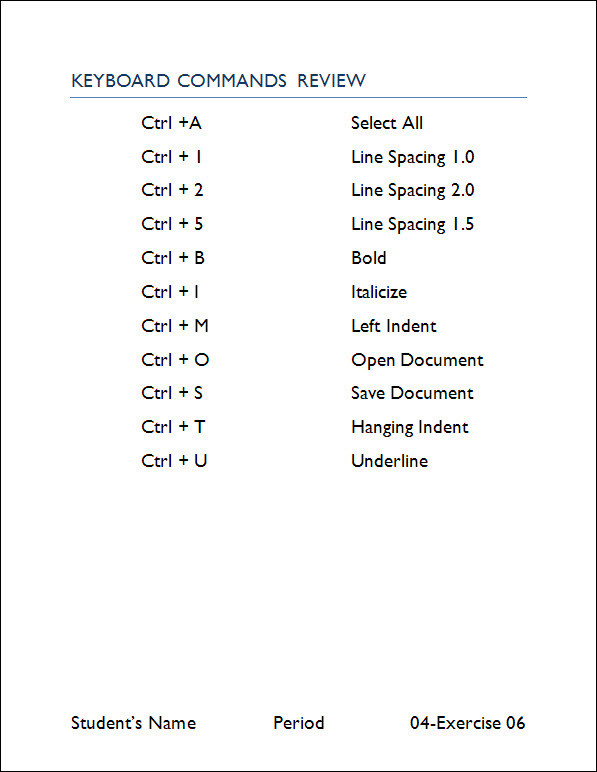 KEYBOARD COMMANDS REVIEW
Ctrl +A Select All
Ctrl + 1 Line Spacing 1.0
Ctrl + 2 Line Spacing 2.0
Ctrl + 5 Line Spacing 1.5
Ctrl + B Bold
Ctrl + I Italicize
Ctrl + M Left Indent
Ctrl + O Open Document
Ctrl + S Save Document
Ctrl + T Hanging Indent
Ctrl + U Underline
Student’s Name Period 04-Exercise 06